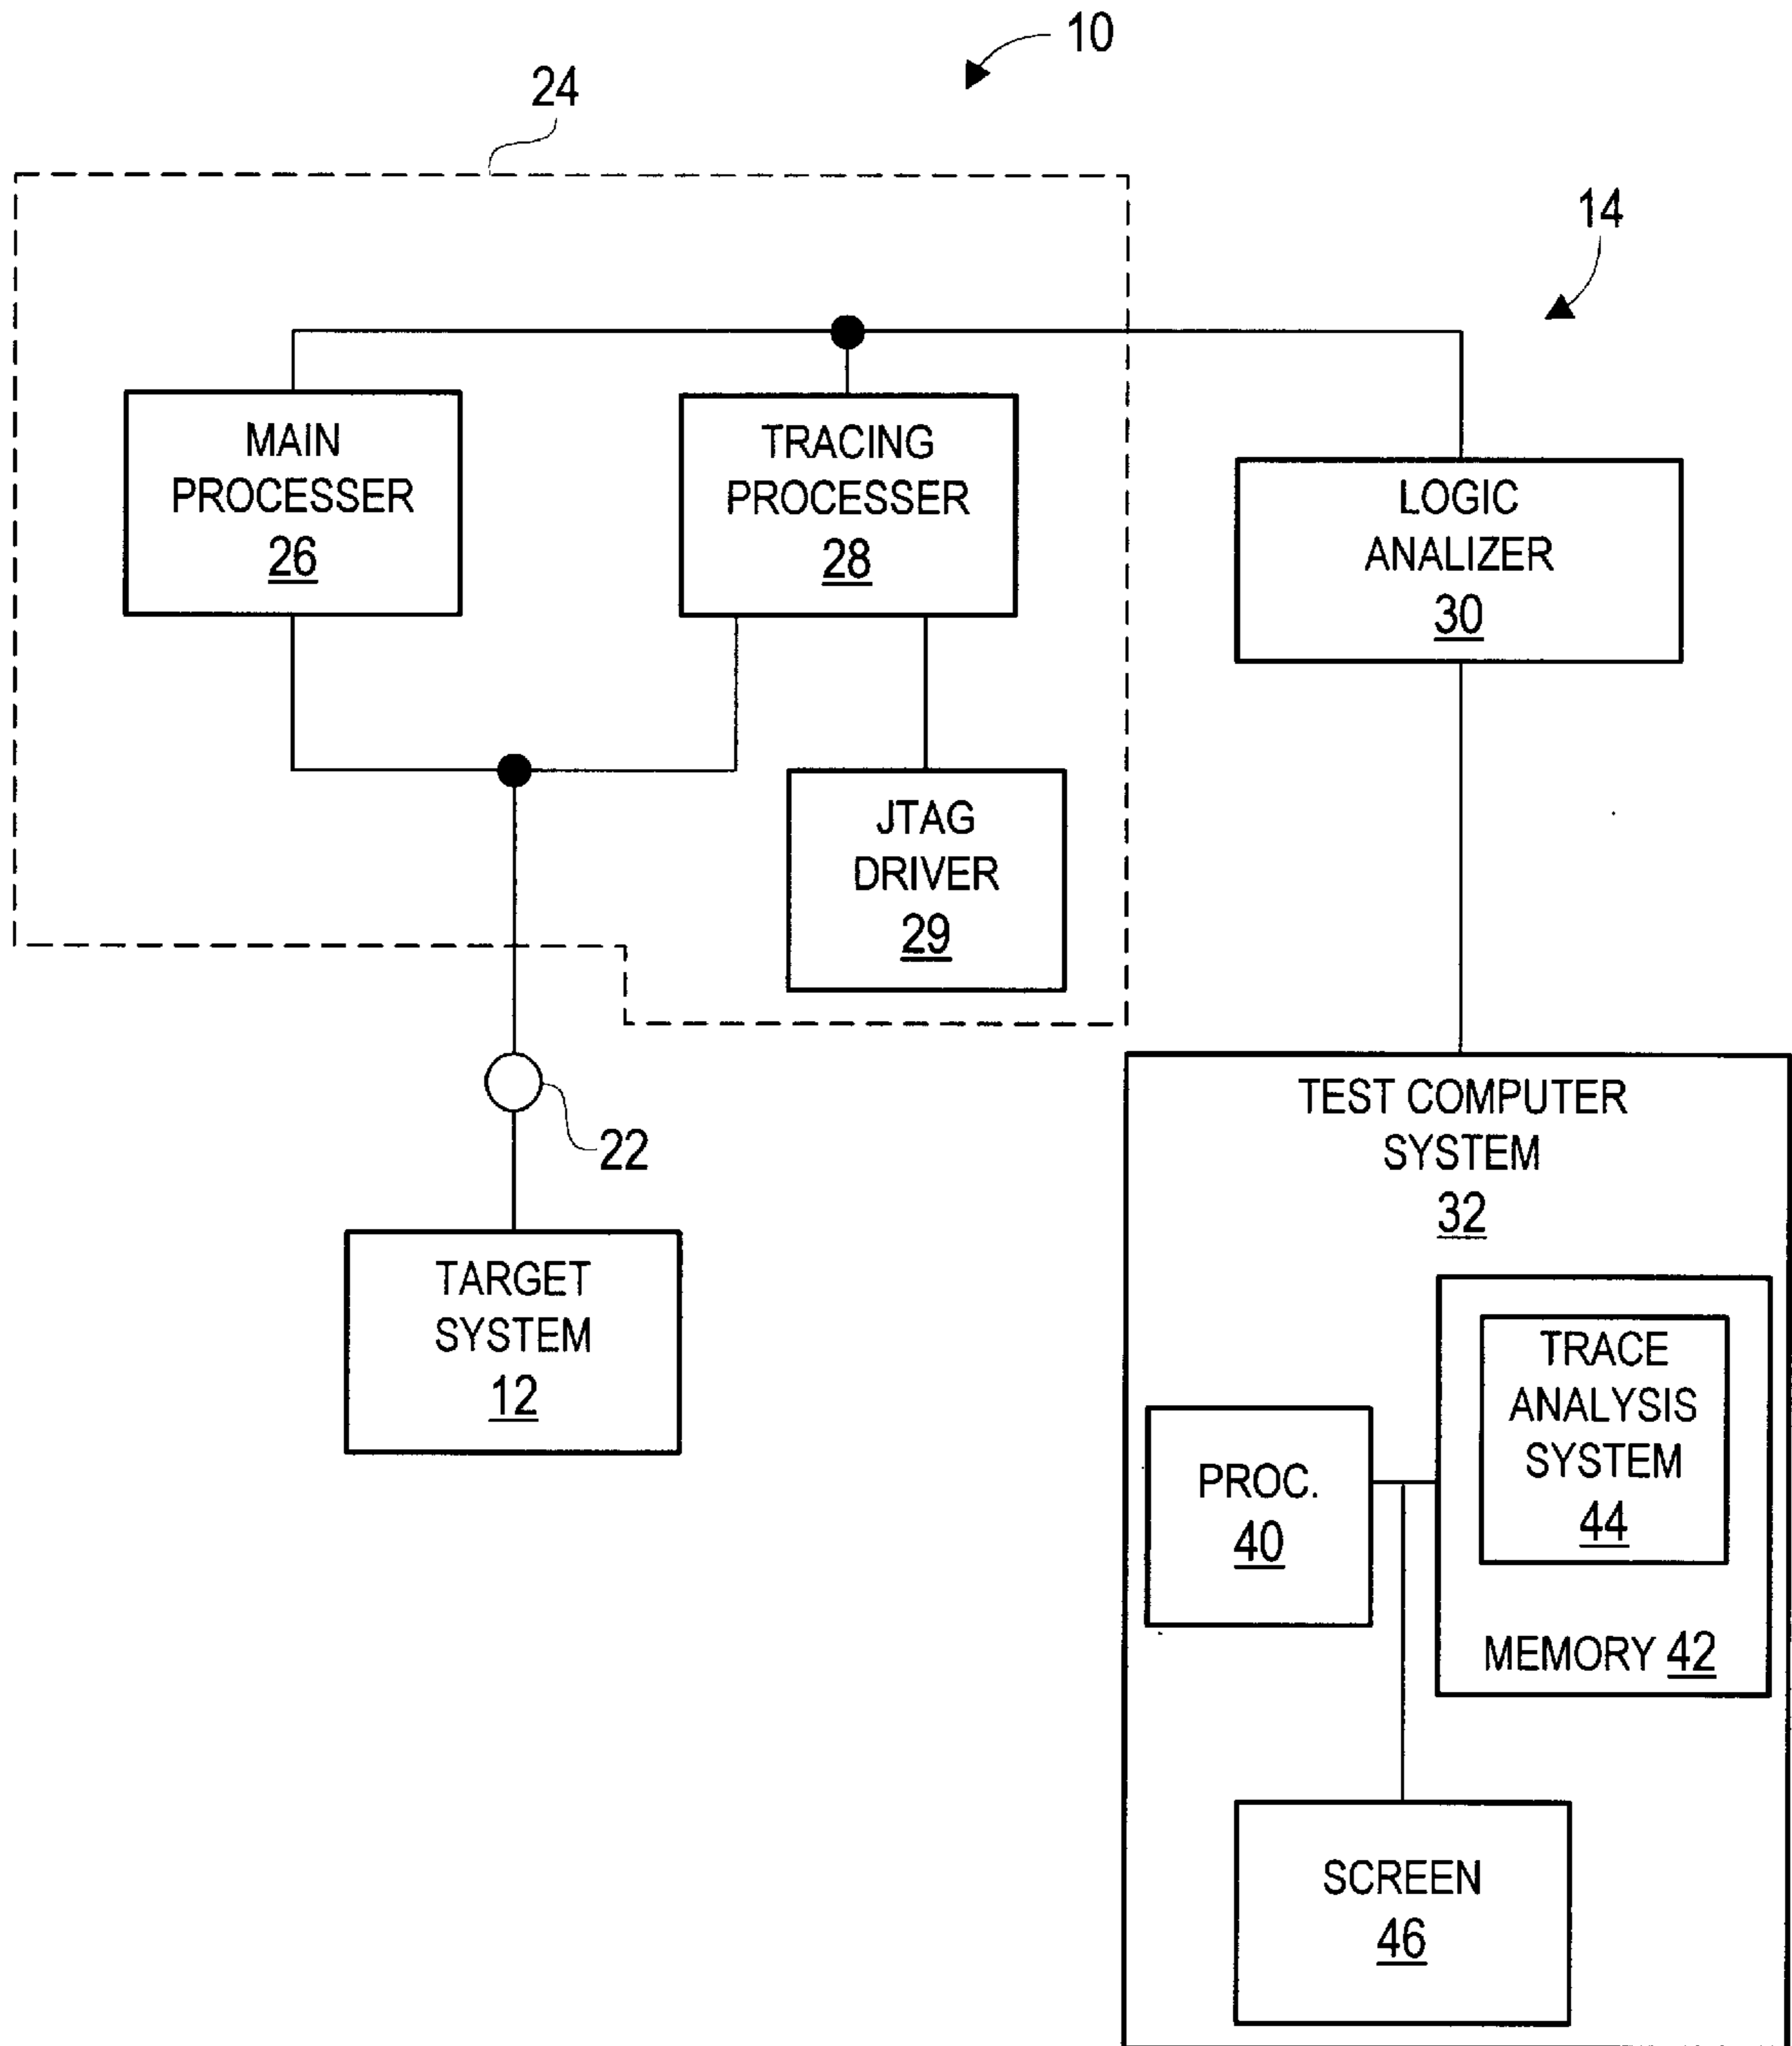 10
24
14
MAIN
PROCESSER
26
TRACING
PROCESSER
28
LOGIC
ANALIZER
30
JTAG
DRIVER
29
22
TARGET
SYSTEM
12
TEST COMPUTER
SYSTEM
32
TRACE
ANALYSIS
SYSTEM
44
PROC.
40
MEMORY 42
SCREEN
46